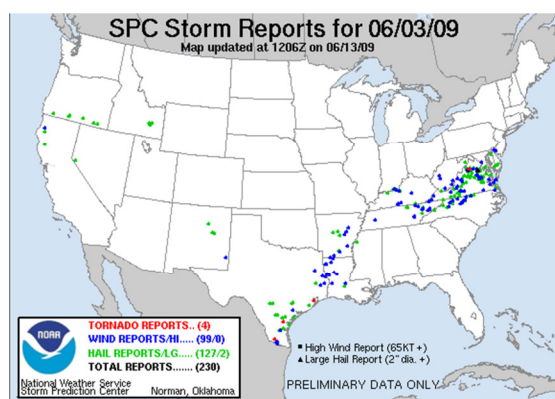 SPC Storm Reports for 06/03/09
Map updated at 1206Z on 06/13/09
NOAA
TORNADO REPORTS.. (4)
WIND REPORTS/HI..... (99/0)
HAIL REPORTS/LG..... (127/2)
TOTAL REPORTS....... (230)
National Weather Service
Storm Prediction Center Norman, Oklahoma
■ High Wind Report (65KT +)
▲ Large Hail Report (2" dia. +)
PRELIMINARY DATA ONLY